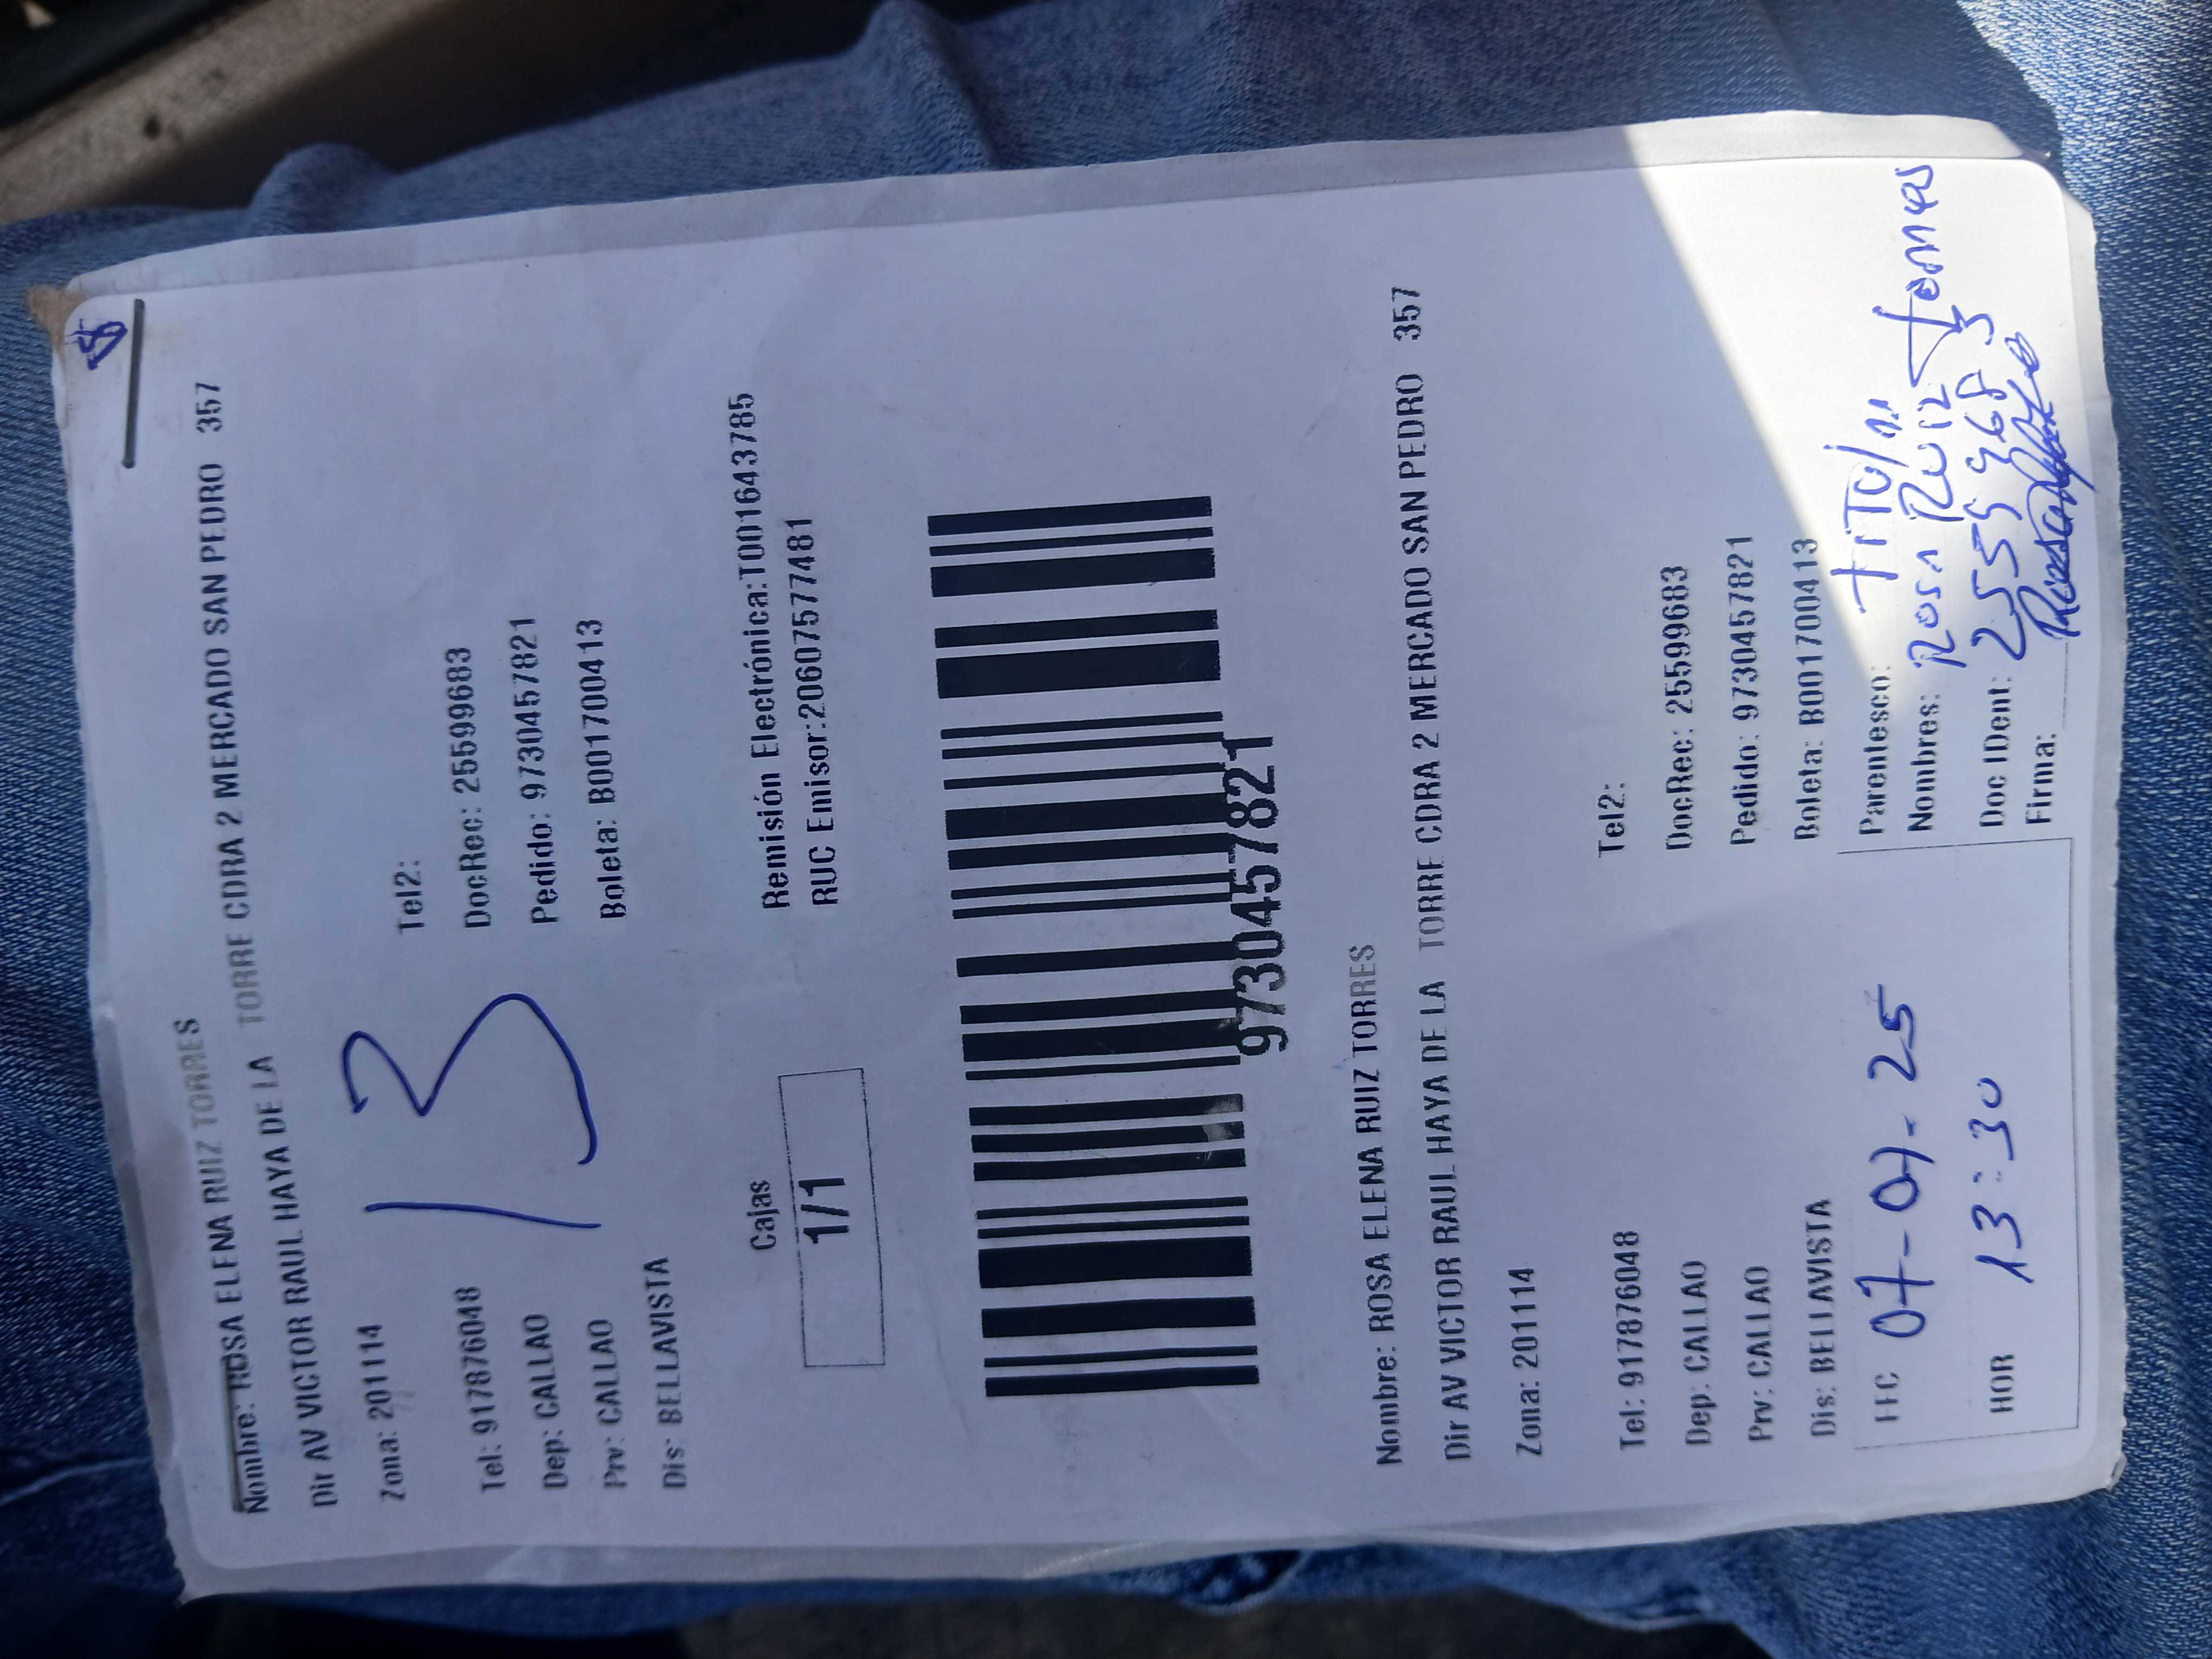 Nombre: ROSA ELENA RUIZ TORRES
Dir AV VICTOR RAUL HAYA DE LA TORRE CDRA 2 MERCADO SAN PEDRO 357
Zona: 201114
13
Tel: 917876048 Tel2:
Dep: CALLAO DocRec: 25599683
Prv: CALLAO Pedido: 9730457821
Dis: BELLAVISTA Boleta: B001700413
Cajas
1/1
Remisión Electrónica:T001643785
RUC Emisor:20607577481
9730457821
Nombre: ROSA ELENA RUIZ TORRES
Dir AV VICTOR RAUL HAYA DE LA TORRE CDRA 2 MERCADO SAN PEDRO 357
Zona: 201114
Tel: 917876048 Tel2:
Dep: CALLAO DocRec: 25599683
Prv: CALLAO Pedido: 9730457821
Dis: BELLAVISTA Boleta: B001700413
FEC 07-07-25
HOR 13:30
Parentesco:
Nombres: Rosa Ruiz
Doc IDent: 25599683
Firma: